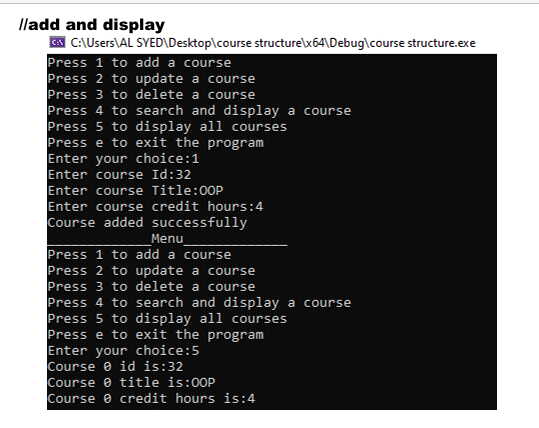 //add and display
C:\Users\AL SYED\Desktop\course structure\x64\Debug\course structure.exe
Press 1 to add a course
Press 2 to update a course
Press 3 to delete a course
Press 4 to search and display a course
Press 5 to display all courses
Press e to exit the program
Enter your choice:1
Enter course Id:32
Enter course Title:OOP
Enter course credit hours:4
Course added successfully
_____________Menu_____________
Press 1 to add a course
Press 2 to update a course
Press 3 to delete a course
Press 4 to search and display a course
Press 5 to display all courses
Press e to exit the program
Enter your choice:5
Course 0 id is:32
Course 0 title is:OOP
Course 0 credit hours is:4